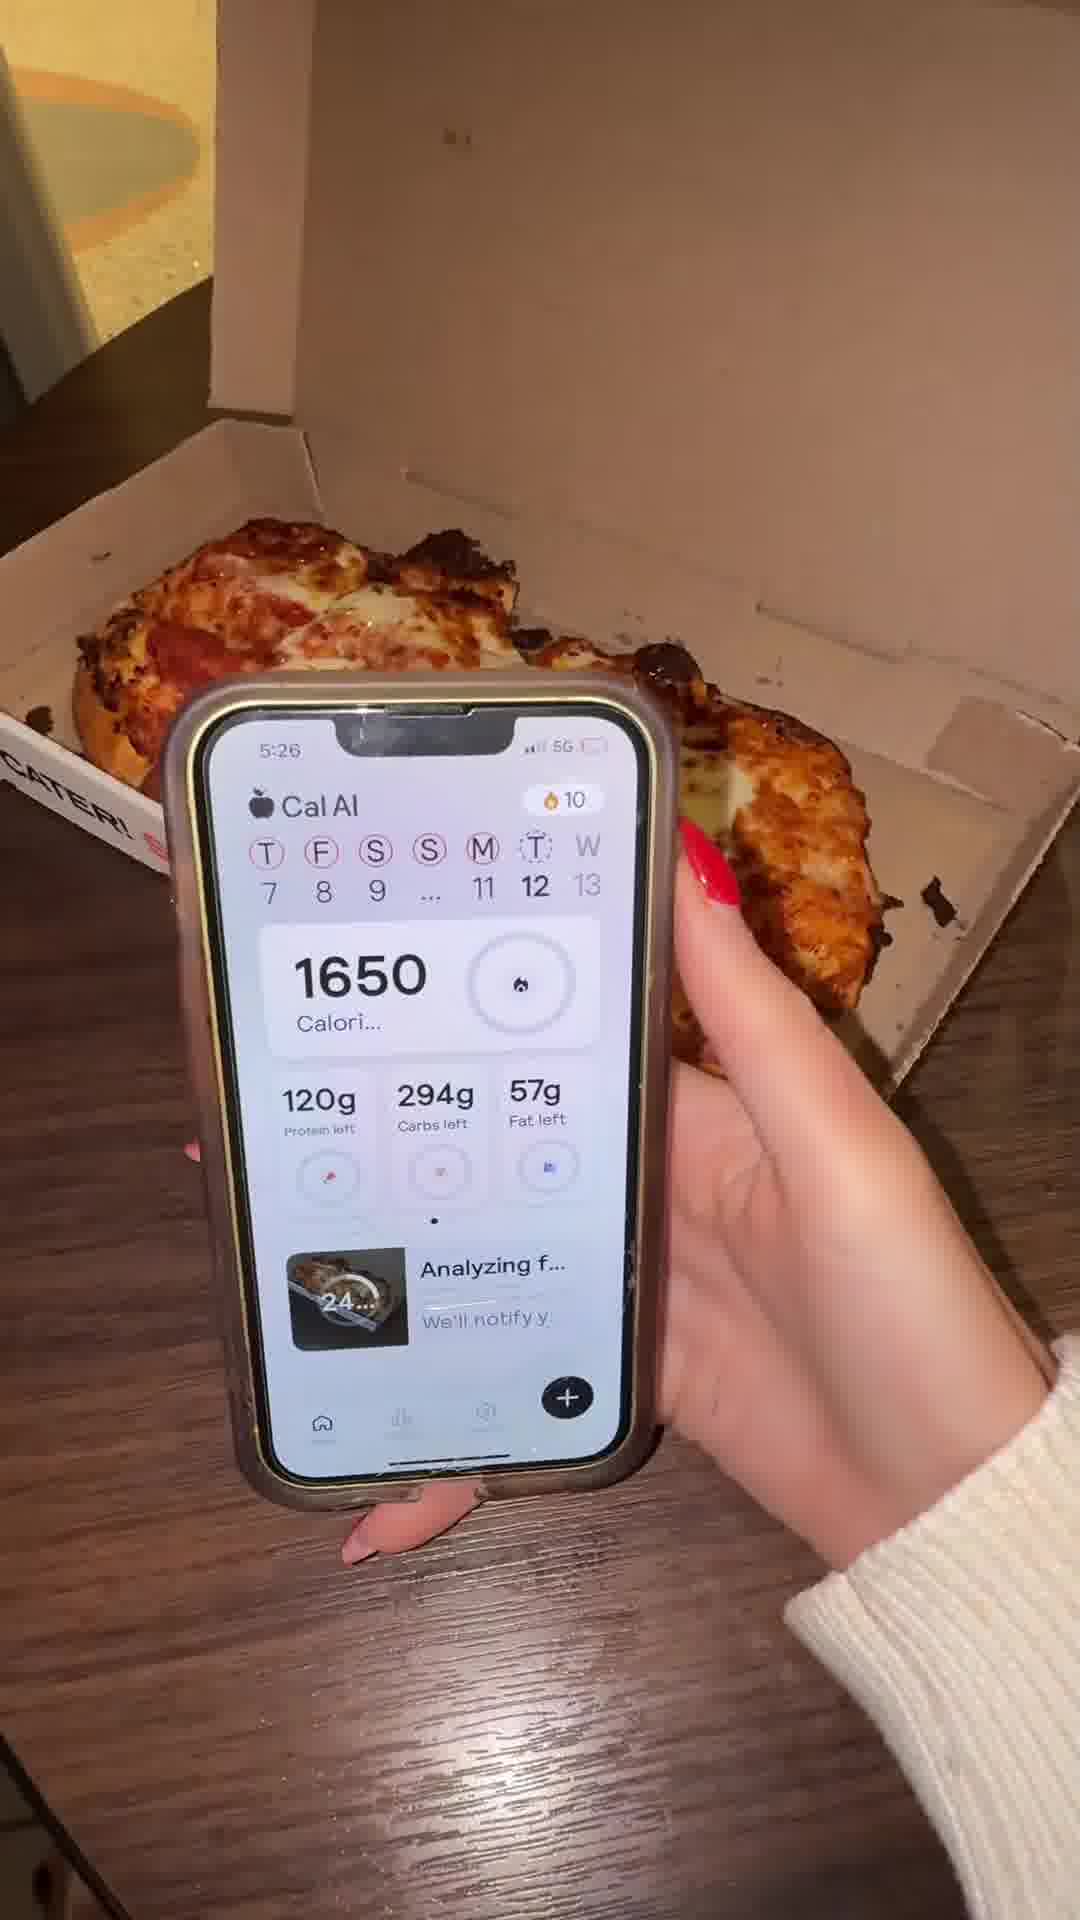 CATER!
5:26 5G
Cal AI
10
T F S S M T W
7 8 9 ... 11 12 13
1650
Calori...
120g 294g 57g
Protein left Carbs left Fat left
Analyzing f...
24...
We'll notify y
+